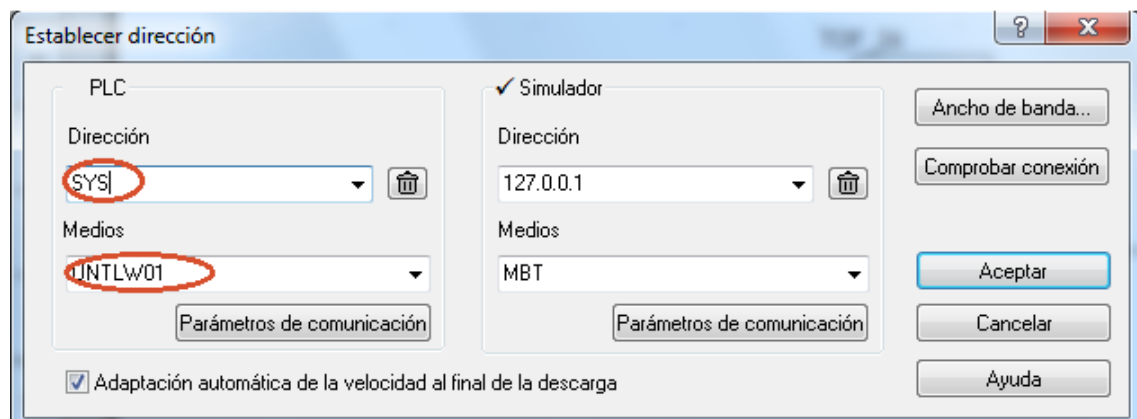 Establecer dirección
PLC
Dirección
SYS
Medios
UNTLW01
Parámetros de comunicación
✓ Simulador
Dirección
127.0.0.1
Medios
MBT
Parámetros de comunicación
Ancho de banda...
Comprobar conexión
Aceptar
Cancelar
Ayuda
Adaptación automática de la velocidad al final de la descarga